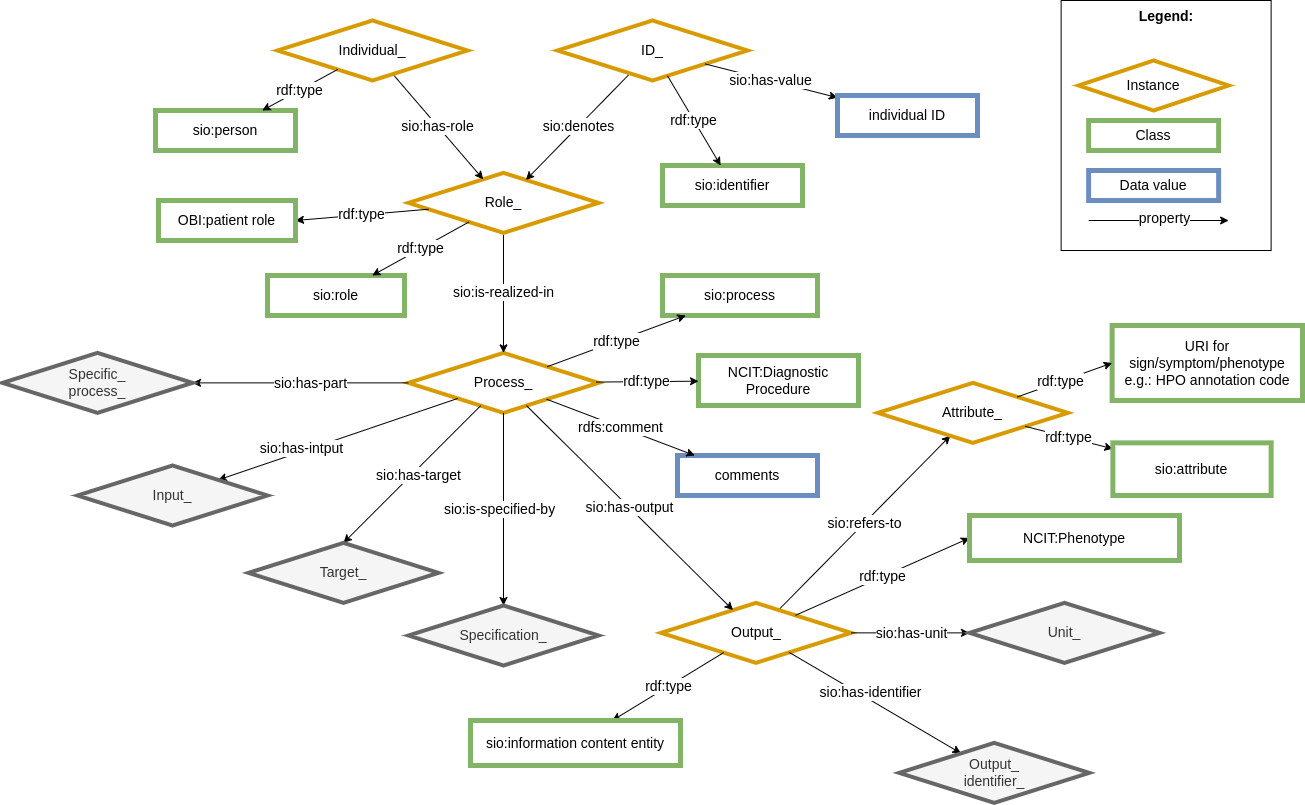 Legend:
Individual_
ID_
sio:has-value
Instance
rdf:type
sio:person
sio:has-role
sio:denotes
rdf:type
individual ID
Class
sio:identifier
Data value
OBI:patient role
rdf:type
Role_
property
rdf:type
sio:role
sio:is-realized-in
sio:process
rdf:type
Specific_
process_
sio:has-part
Process_
rdf:type
NCIT:Diagnostic
Procedure
rdf:type
URI for
sign/symptom/phenotype
e.g.: HPO annotation code
Attribute_
rdf:type
sio:attribute
rdfs:comment
comments
sio:has-intput
Input_
sio:has-target
sio:is-specified-by
sio:has-output
sio:refers-to
NCIT:Phenotype
rdf:type
Target_
Specification_
Output_
sio:has-unit
Unit_
rdf:type
sio:has-identifier
sio:information content entity
Output_
identifier_